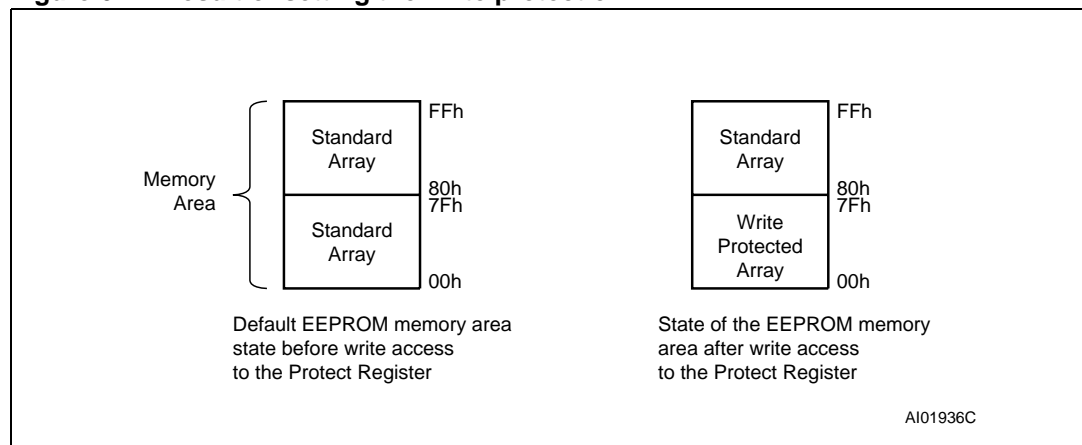 FFh
Standard
Array
Memory
Area
80h
7Fh
Standard
Array
00h
Default EEPROM memory area
state before write access
to the Protect Register
FFh
Standard
Array
80h
7Fh
Write
Protected
Array
00h
State of the EEPROM memory
area after write access
to the Protect Register
AI01936C